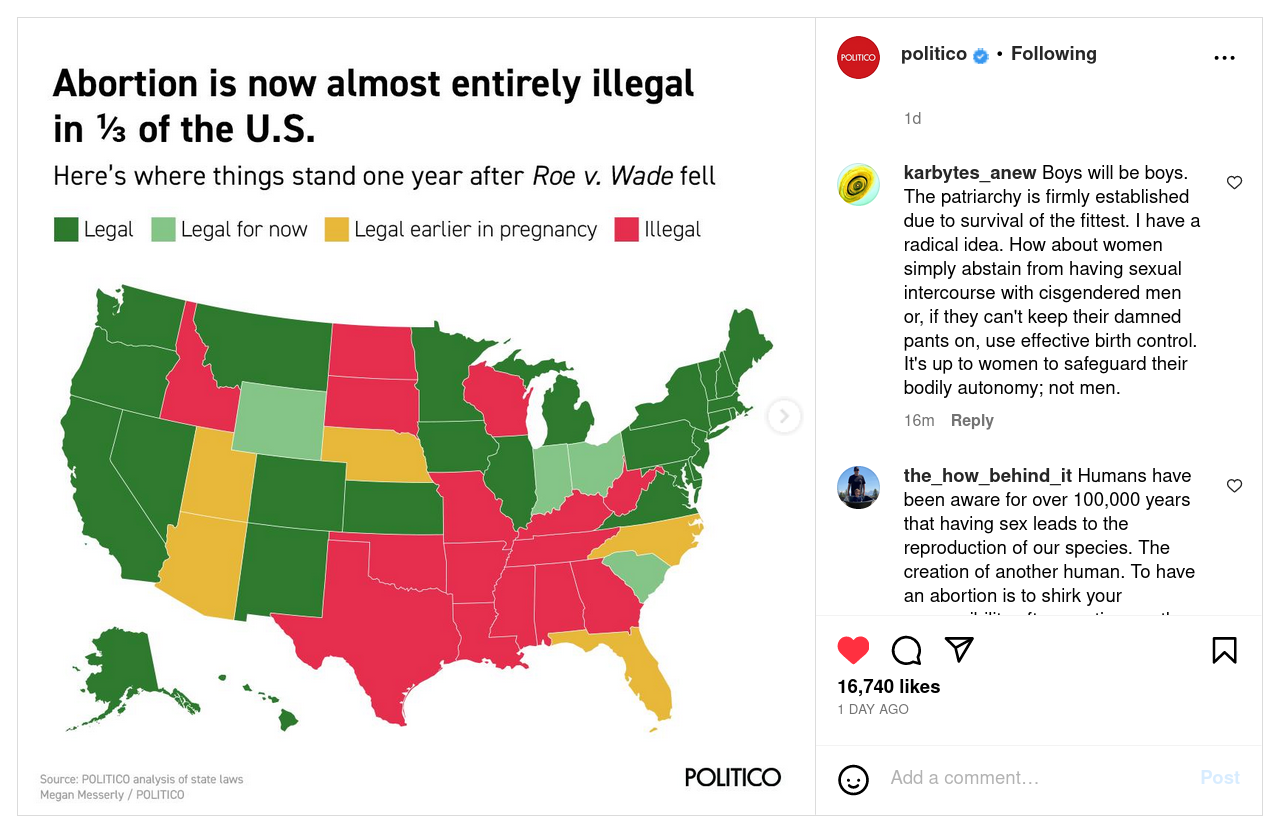 Abortion is now almost entirely illegal
in ⅓ of the U.S.
Here's where things stand one year after Roe v. Wade fell
Legal
Legal for now
Legal earlier in pregnancy
Illegal
Source: POLITICO analysis of state laws
Megan Messerly / POLITICO
POLITICO
POLITICO
politico • Following
1d
karbytes_anew Boys will be boys.
The patriarchy is firmly established
due to survival of the fittest. I have a
radical idea. How about women
simply abstain from having sexual
intercourse with cisgendered men
or, if they can't keep their damned
pants on, use effective birth control.
It's up to women to safeguard their
bodily autonomy; not men.
16m Reply
the_how_behind_it Humans have
been aware for over 100,000 years
that having sex leads to the
reproduction of our species. The
creation of another human. To have
an abortion is to shirk your
16,740 likes
1 DAY AGO
Add a comment…
Post